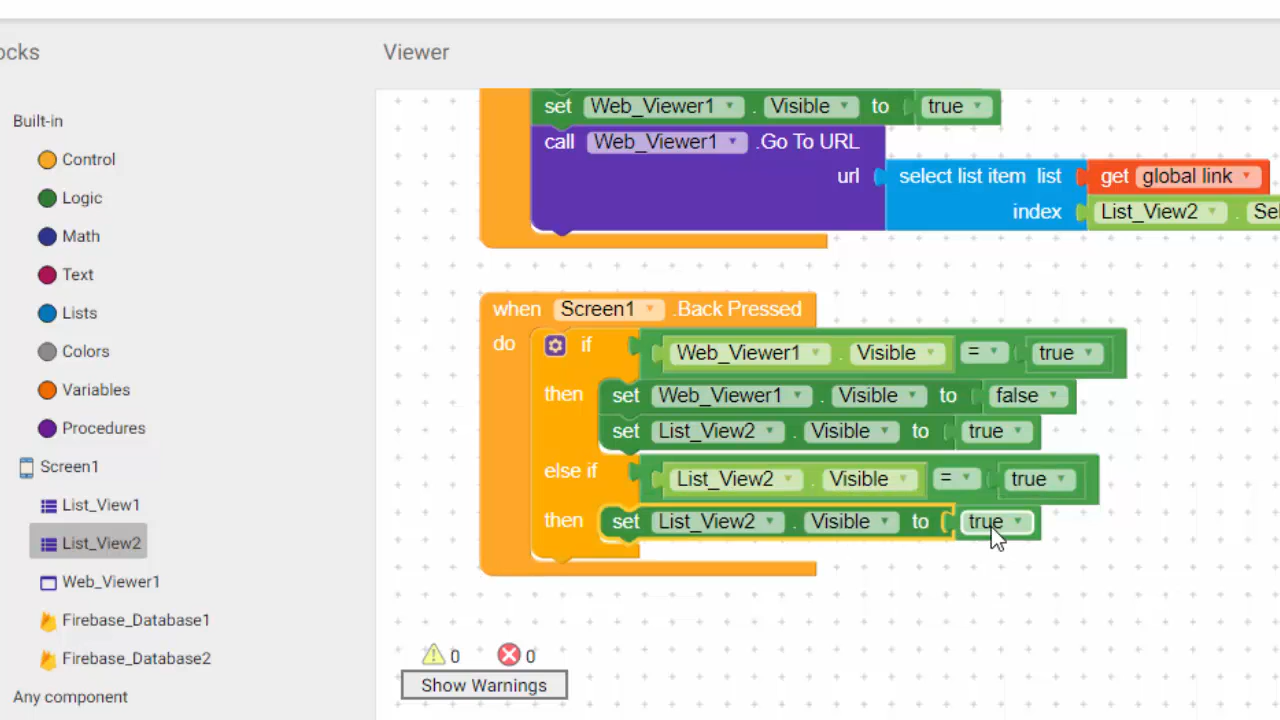 ocks
Viewer
Built-in
Control
Logic
Math
Text
Lists
Colors
Variables
Procedures
Screen1
List_View1
List_View2
Web_Viewer1
Firebase_Database1
Firebase_Database2
Any component
set Web_Viewer1 . Visible to true
call Web_Viewer1 .Go To URL
url select list item list get global link
index List_View2 . Sel
when Screen1 .Back Pressed
do if Web_Viewer1 . Visible = true
then set Web_Viewer1 . Visible to false
set List_View2 . Visible to true
else if List_View2 . Visible = true
then set List_View2 . Visible to true
0 0
Show Warnings